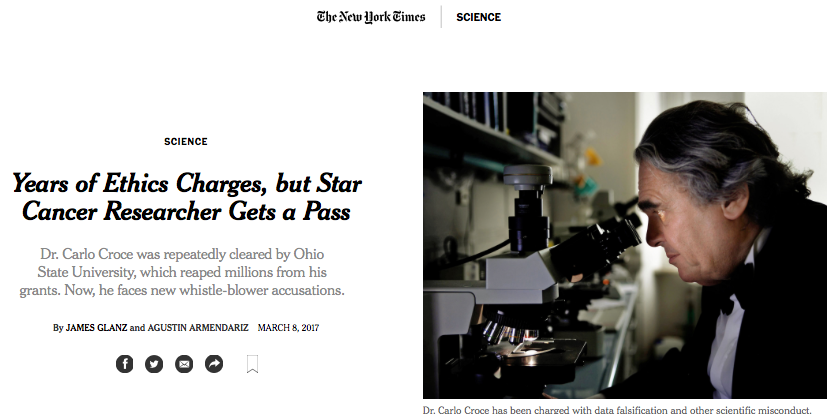 The New York Times SCIENCE
SCIENCE
Years of Ethics Charges, but Star
Cancer Researcher Gets a Pass
Dr. Carlo Croce was repeatedly cleared by Ohio
State University, which reaped millions from his
grants. Now, he faces new whistle-blower accusations.
By JAMES GLANZ and AGUSTIN ARMENDARIZ MARCH 8, 2017
Dr. Carlo Croce has been charged with data falsification and other scientific misconduct.